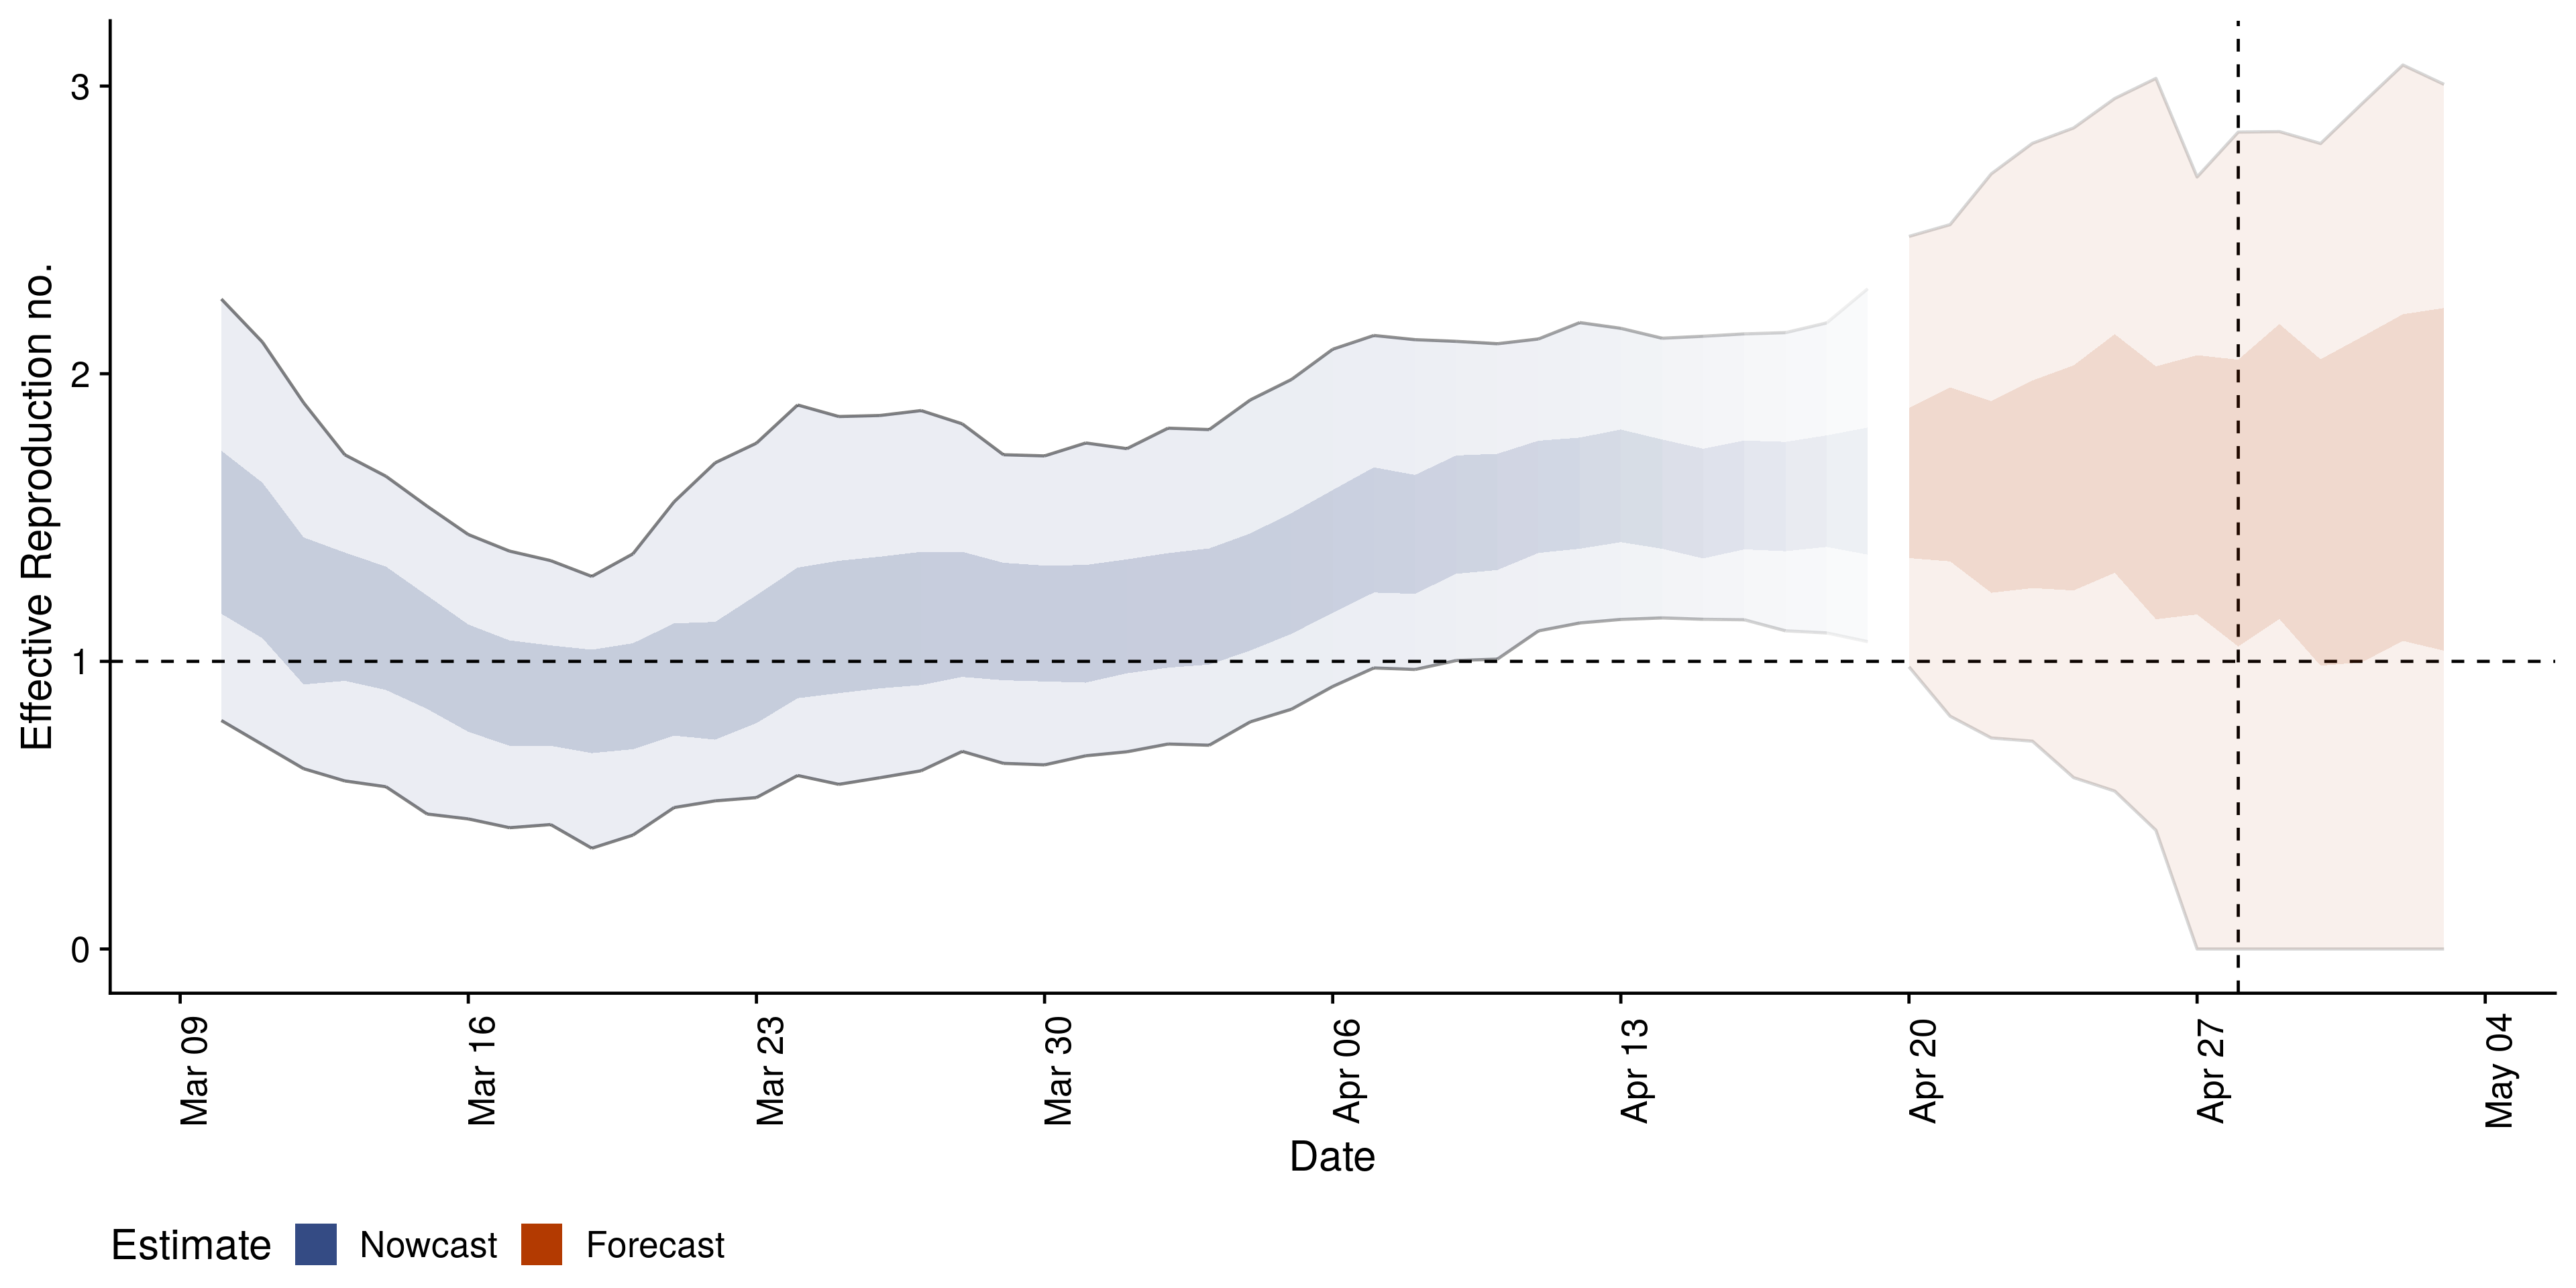 Effective Reproduction no.
3
2
1
0
Mar 09
Mar 16
Mar 23
Mar 30
Apr 06
Apr 13
Apr 20
Apr 27
May 04
Date
Estimate Nowcast Forecast